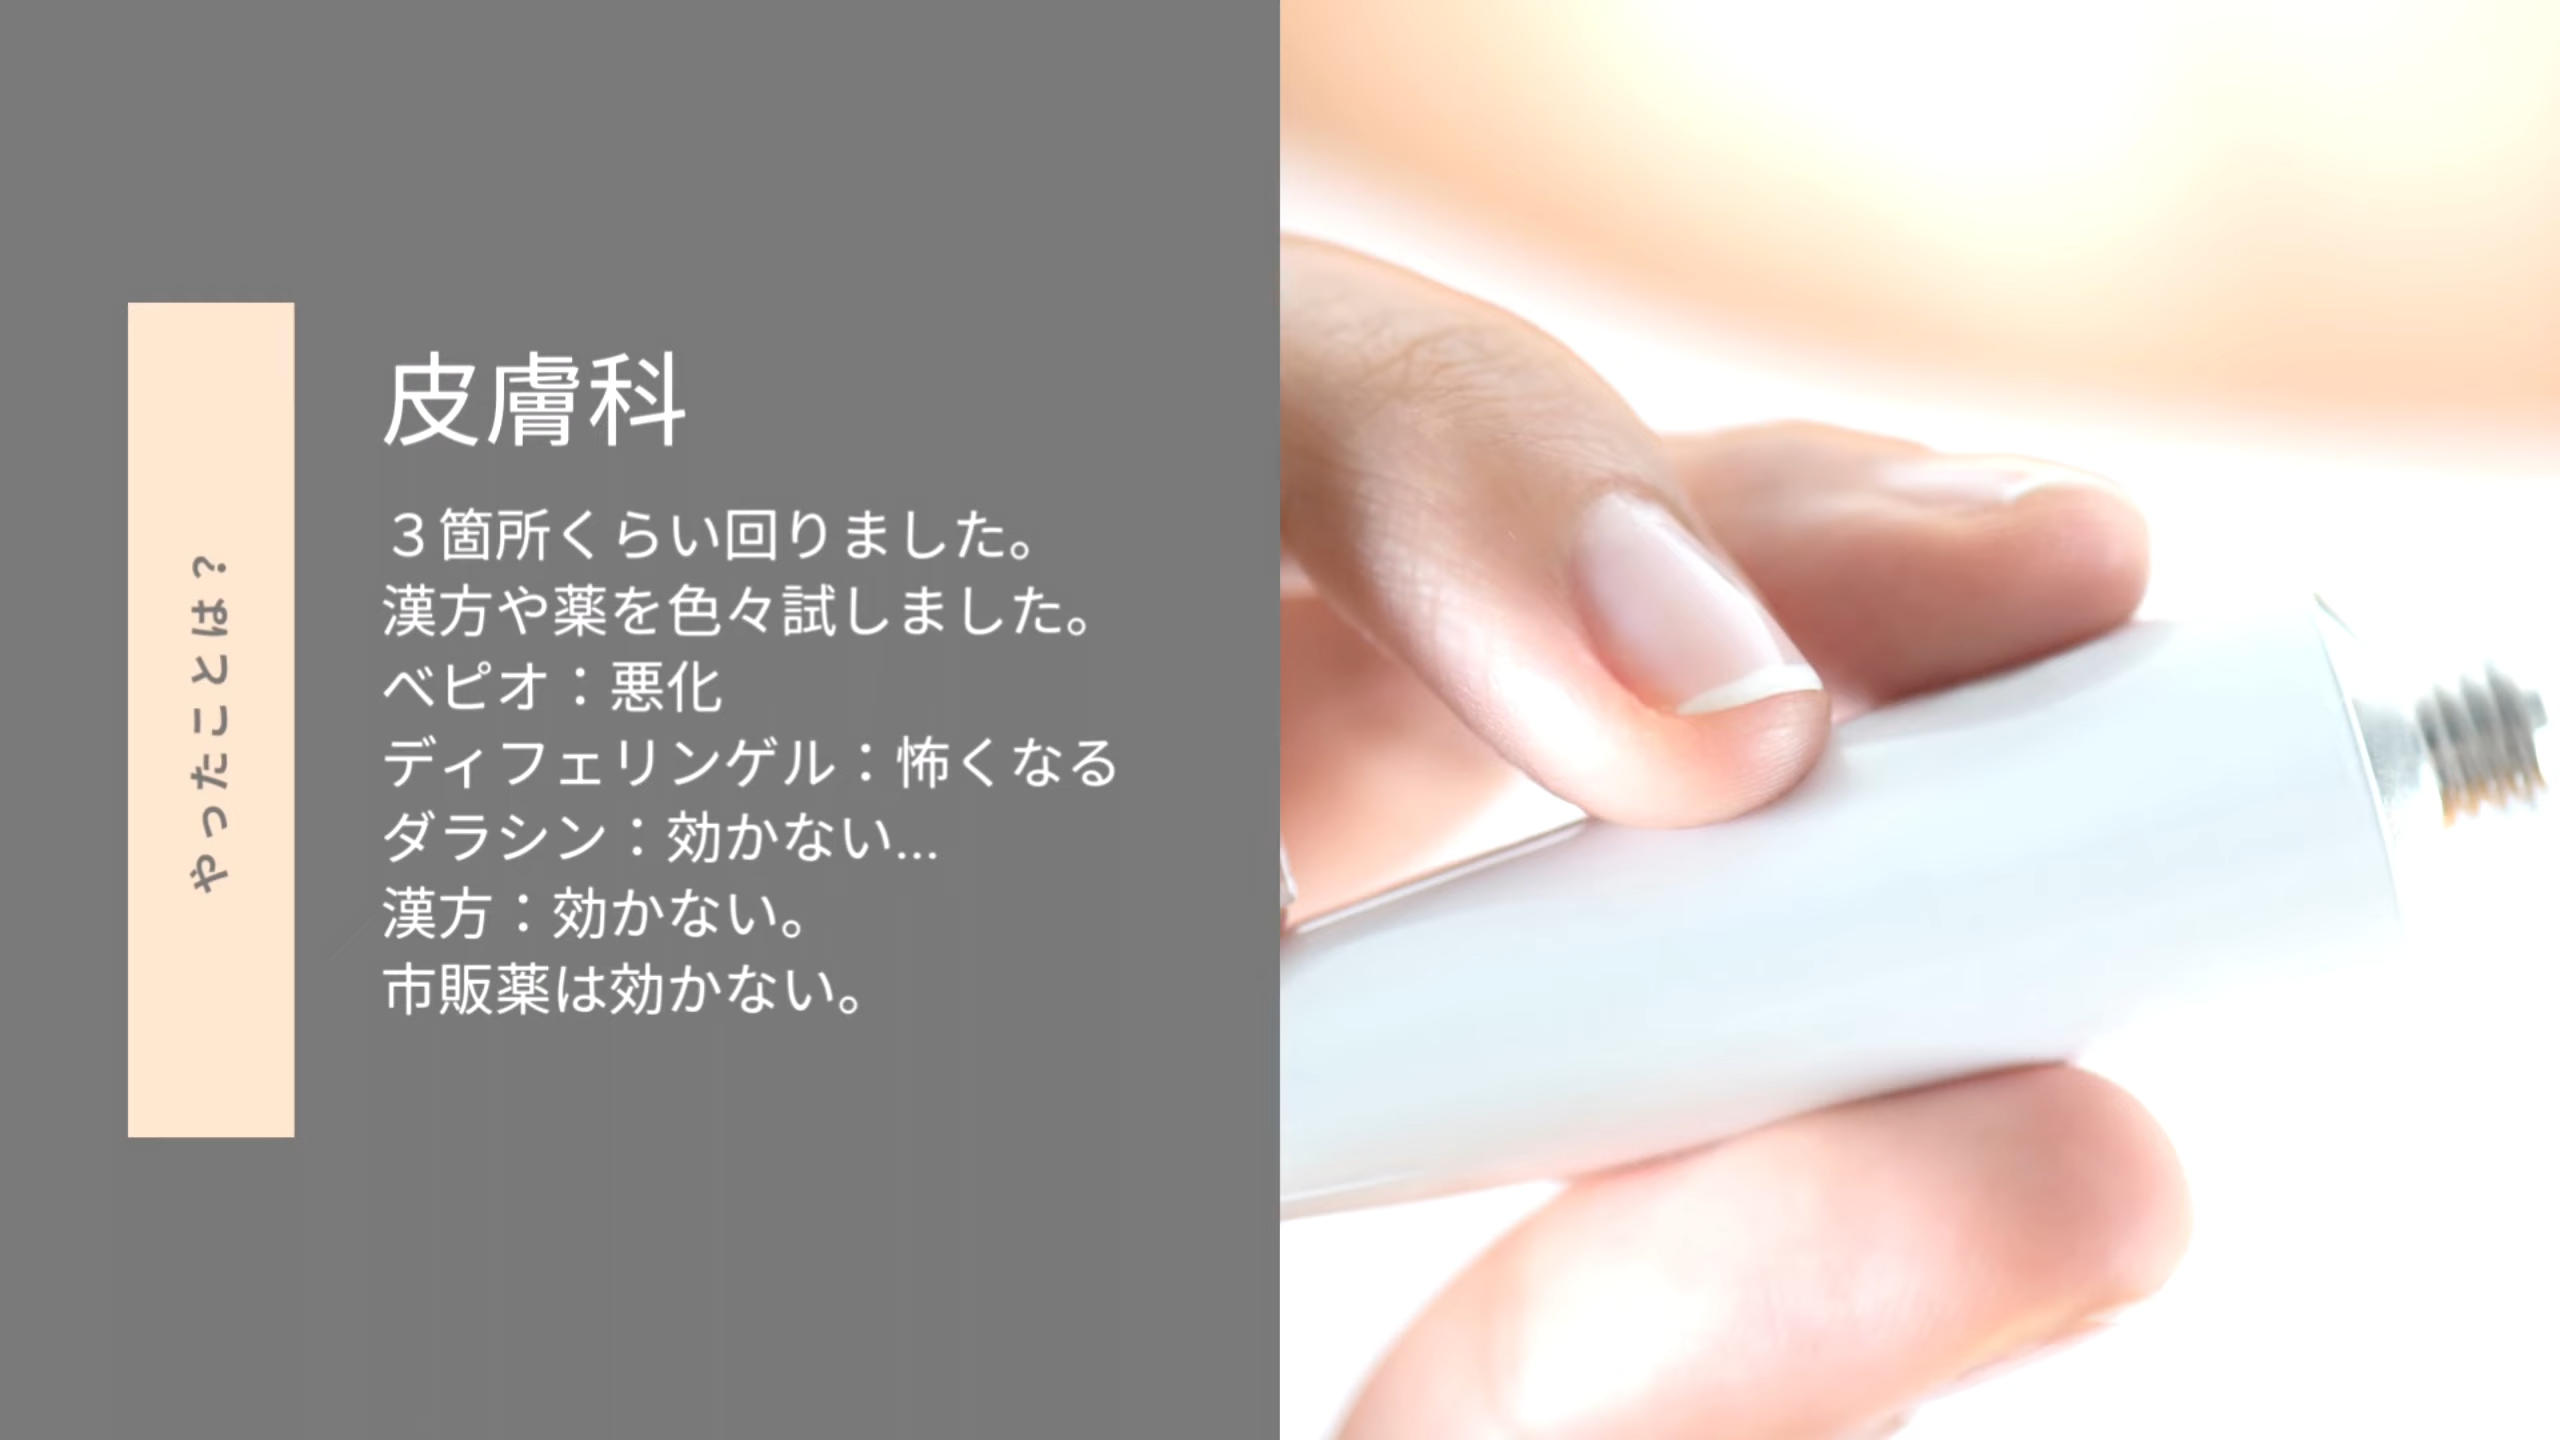 やったことは？
皮膚科
３箇所くらい回りました。
漢方や薬を色々試しました。
べピオ：悪化
ディフェリンゲル：怖くなる
ダラシン：効かない...
漢方：効かない。
市販薬は効かない。